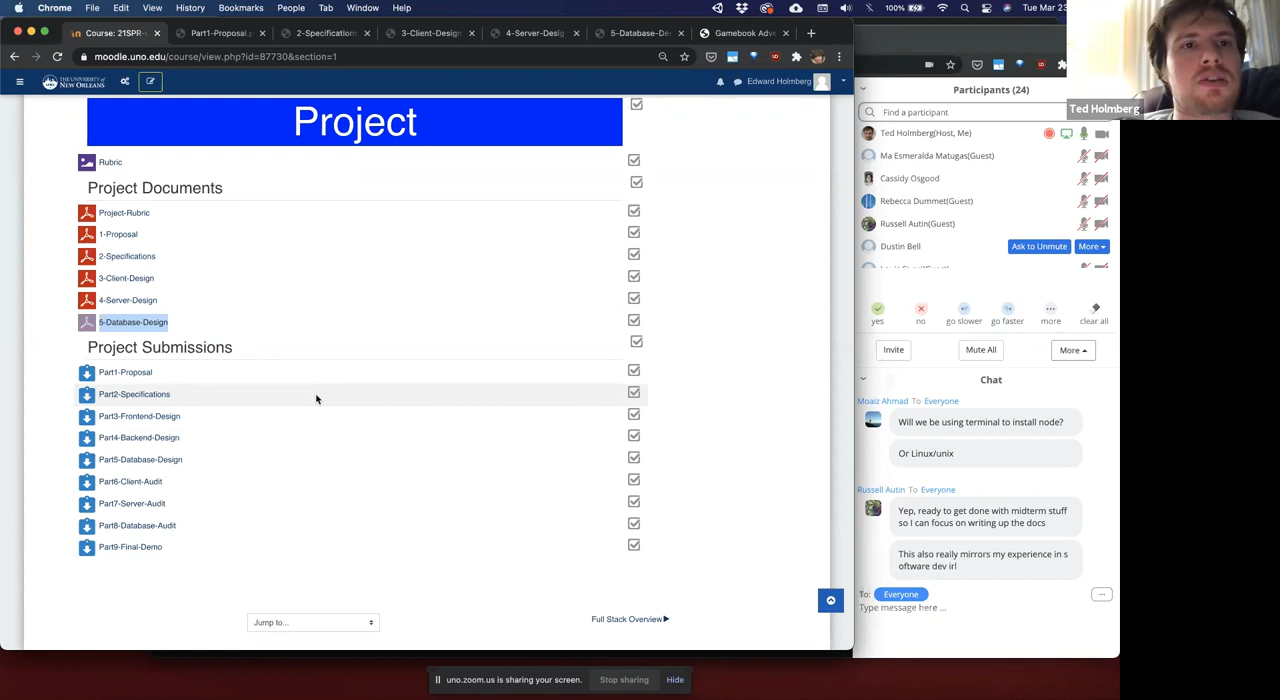 Chrome File Edit View History Bookmarks People Tab Window Help
100% Tue Mar 23
Course: 21SPR- Part1-Proposal.p 2-Specification 3-Client-Design 4-Server-Desig 5-Database-De Gamebook Adve
moodle.uno.edu/course/view.php?id=87730&section=1
THE UNIVERSITY of
NEW ORLEANS
Edward Holmberg
Project
Rubric
Project Documents
Project-Rubric
1-Proposal
2-Specifications
3-Client-Design
4-Server-Design
5-Database-Design
Project Submissions
Part1-Proposal
Part2-Specifications
Part3-Frontend-Design
Part4-Backend-Design
Part5-Database-Design
Part6-Client-Audit
Part7-Server-Audit
Part8-Database-Audit
Part9-Final-Demo
Jump to...
Full Stack Overview
uno.zoom.us is sharing your screen. Stop sharing Hide
Ted Holmberg
Participants (24)
Find a participant
Ted Holmberg(Host, Me)
Ma Esmeralda Matugas(Guest)
Cassidy Osgood
Rebecca Dummet(Guest)
Russell Autin(Guest)
Dustin Bell Ask to Unmute More
yes no go slower go faster more clear all
Invite Mute All More
Chat
Moaiz Ahmad To Everyone
Will we be using terminal to install node?
Or Linux/unix
Russell Autin To Everyone
Yep, ready to get done with midterm stuff
so I can focus on writing up the docs
This also really mirrors my experience in s
oftware dev irl
To: Everyone
Type message here ...